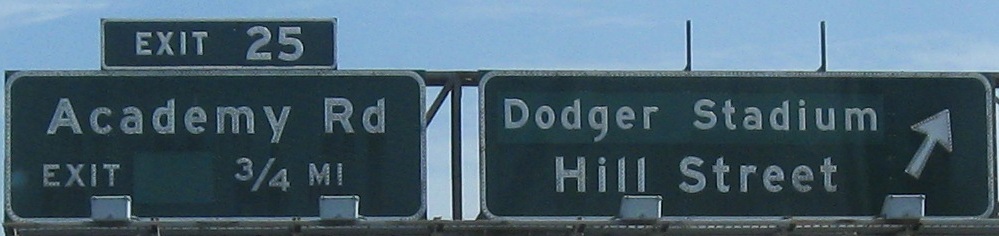 EXIT 25
Academy Rd
EXIT 3/4 MI
Dodger Stadium
Hill Street